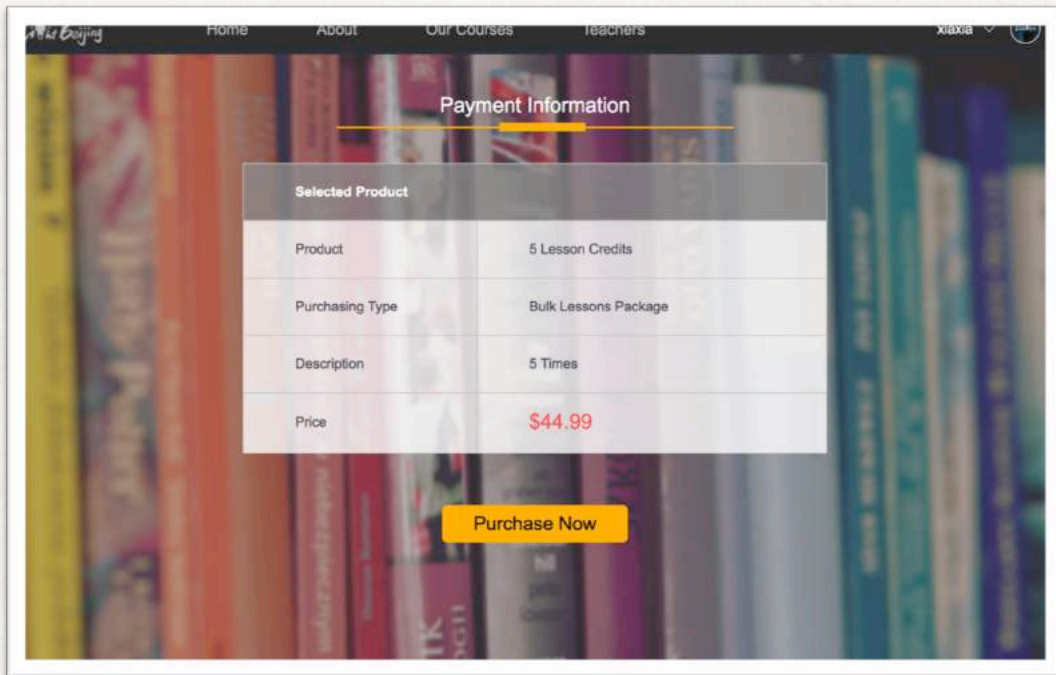 Home About Our Courses Teachers xiaxia
Payment Information
Selected Product
Product 5 Lesson Credits
Purchasing Type Bulk Lessons Package
Description 5 Times
Price $44.99
Purchase Now